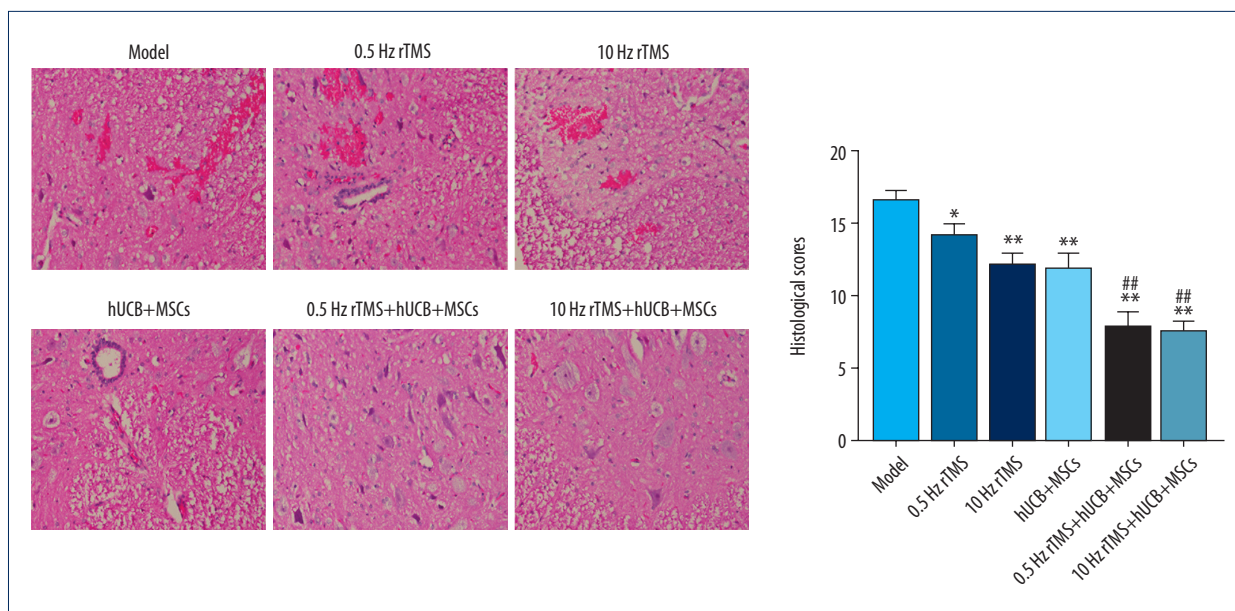 Model
0.5 Hz rTMS
10 Hz rTMS
hUCB+MSCs
0.5 Hz rTMS+hUCB+MSCs
10 Hz rTMS+hUCB+MSCs
Histological scores
20
15
10
5
0
*
**
**
##
**
##
**
Model
0.5 Hz rTMS
10 Hz rTMS
hUCB+MSCs
0.5 Hz rTMS+hUCB+MSCs
10 Hz rTMS+hUCB+MSCs